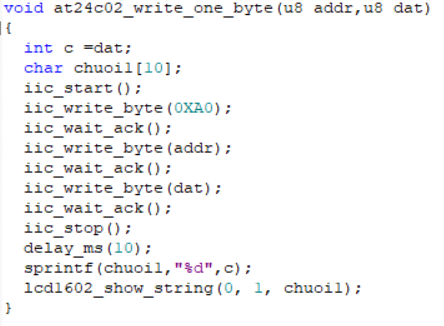 void at24c02_write_one_byte(u8 addr,u8 dat)
{
int c =dat;
char chuoi1[10];
iic_start();
iic_write_byte(0XA0);
iic_wait_ack();
iic_write_byte(addr);
iic_wait_ack();
iic_write_byte(dat);
iic_wait_ack();
iic_stop();
delay_ms(10);
sprintf(chuoi1,"%d",c);
lcd1602_show_string(0, 1, chuoi1);
}